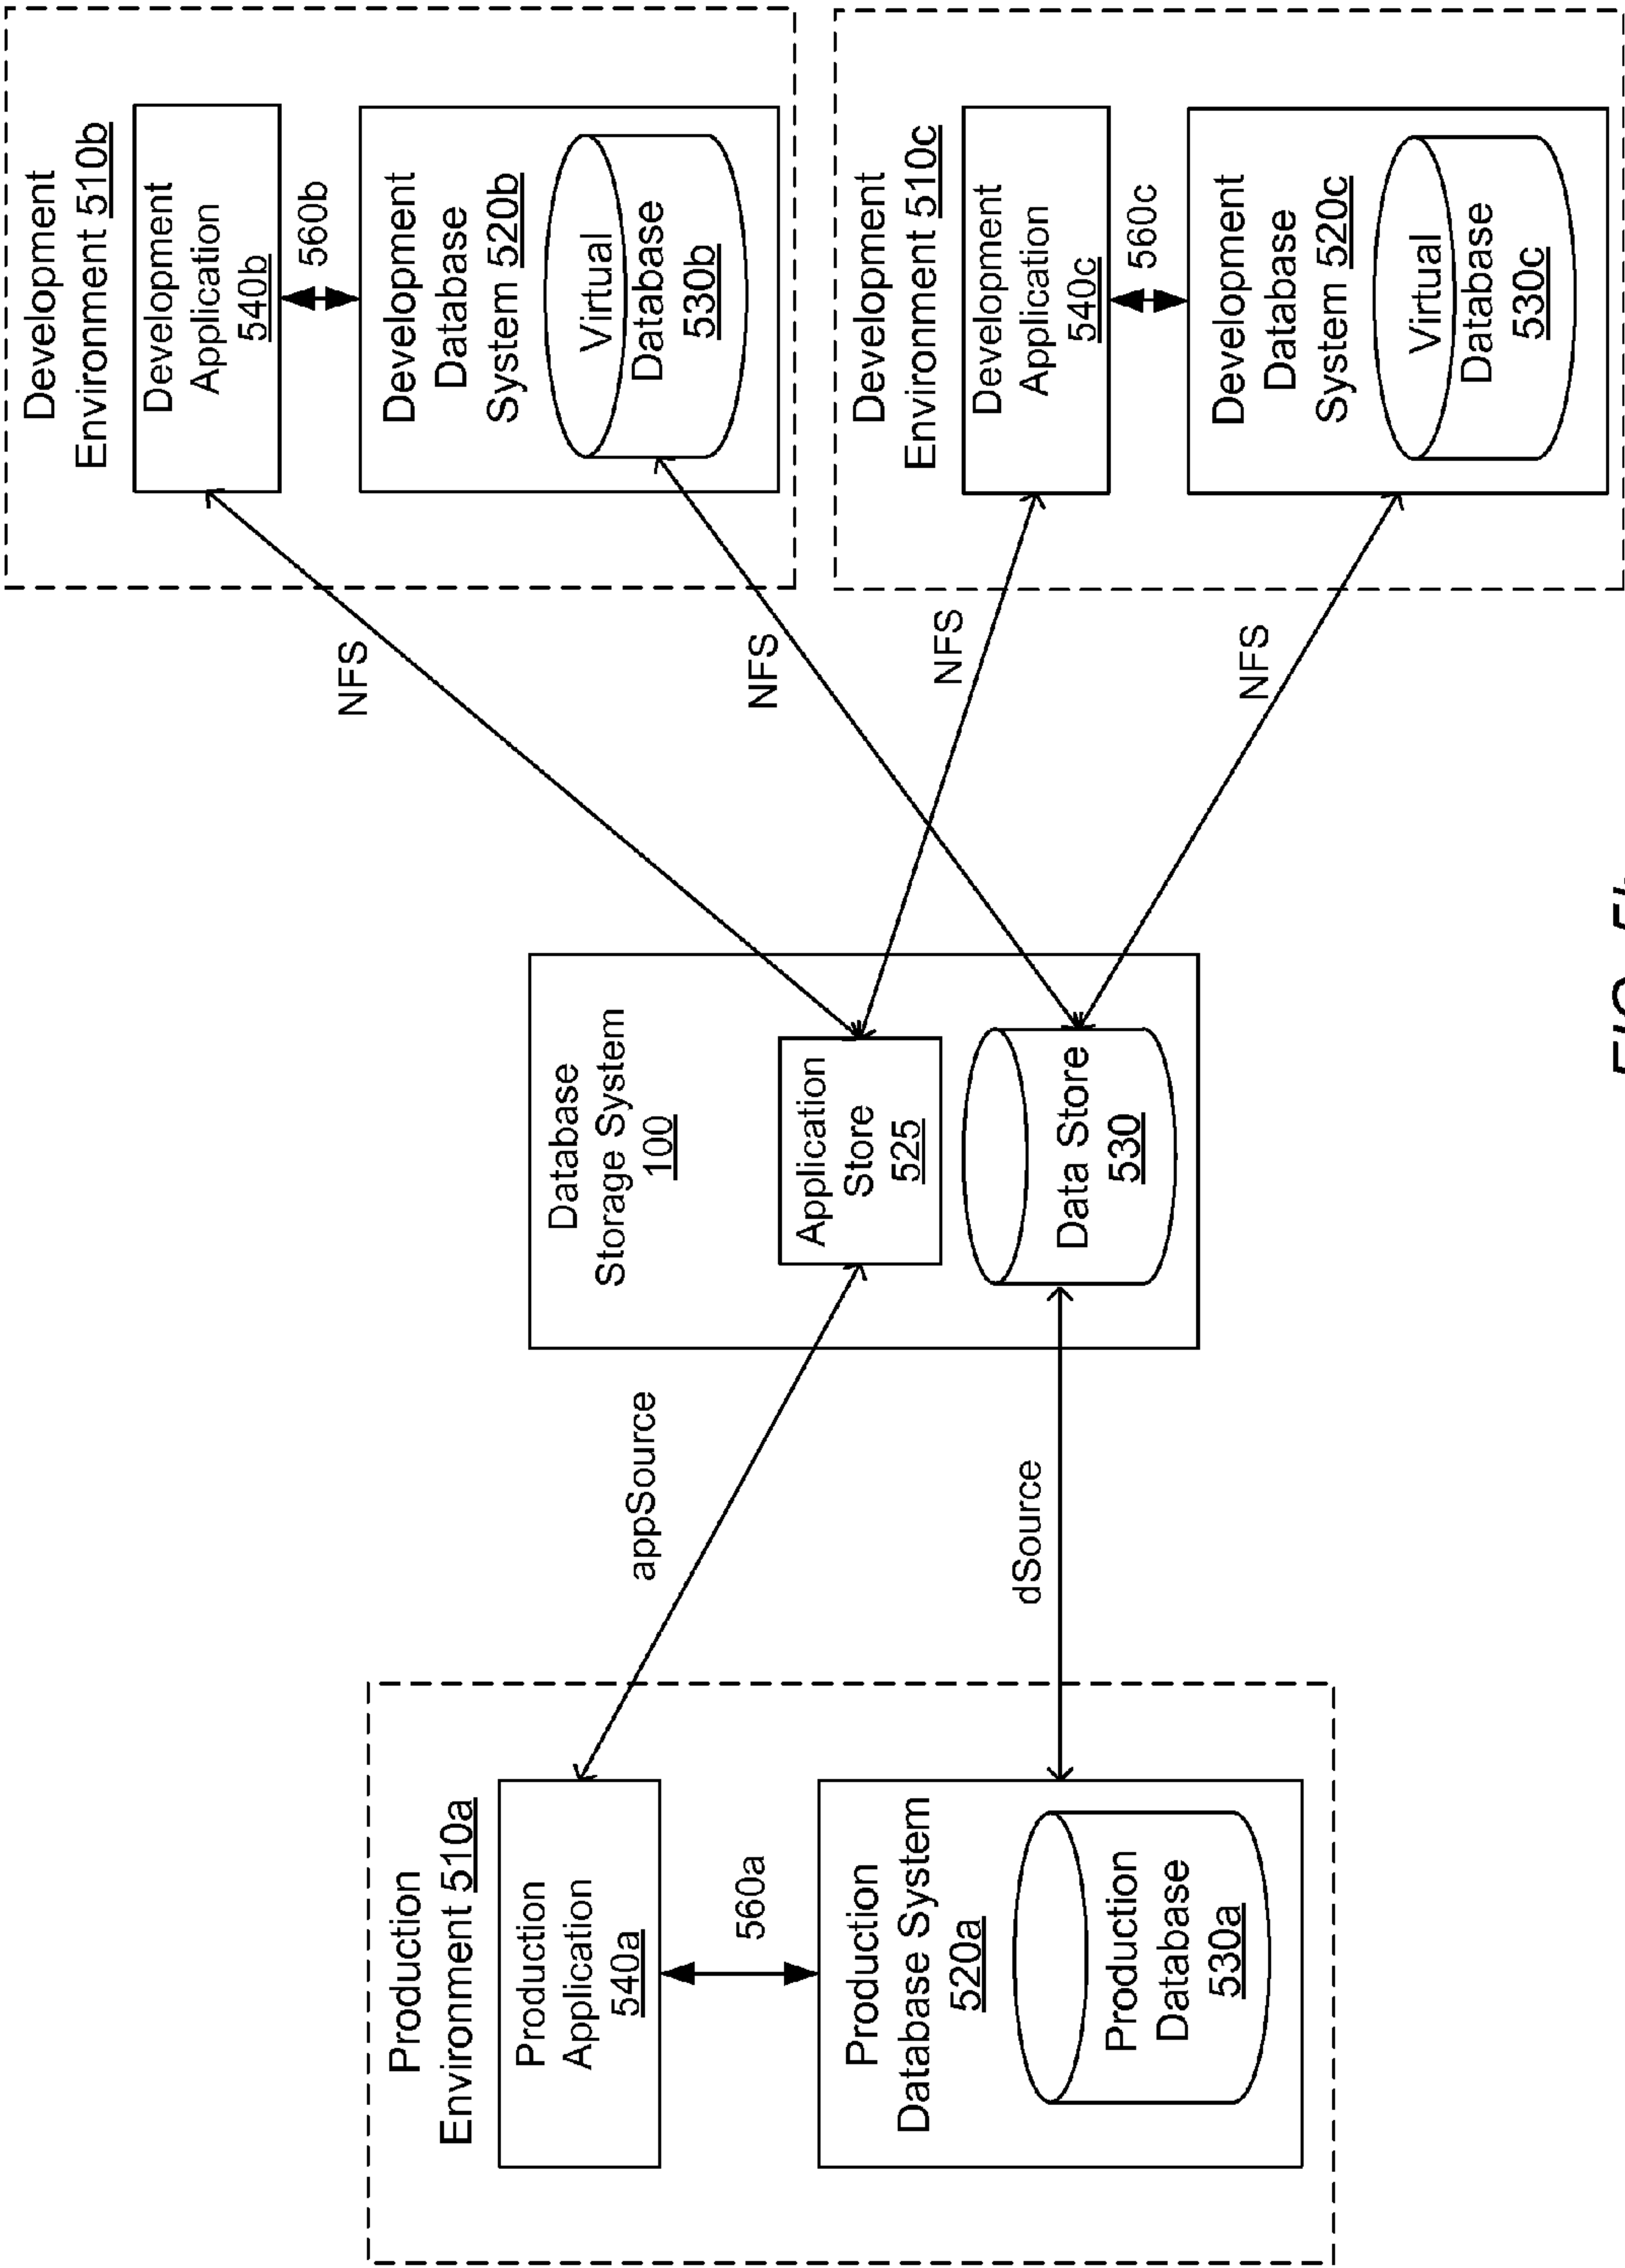 Production
Environment 510a
Production
Application
540a
560a
Production
Database System
520a
Production
Database
530a
appSource
dSource
Database
Storage System
100
Application
Store
525
Data Store
530
NFS
NFS
NFS
NFS
Development
Environment 510b
Development
Application
540b
560b
Development
Database
System 520b
Virtual
Database
530b
Development
Environment 510c
Development
Application
540c
560c
Development
Database
System 520c
Virtual
Database
530c